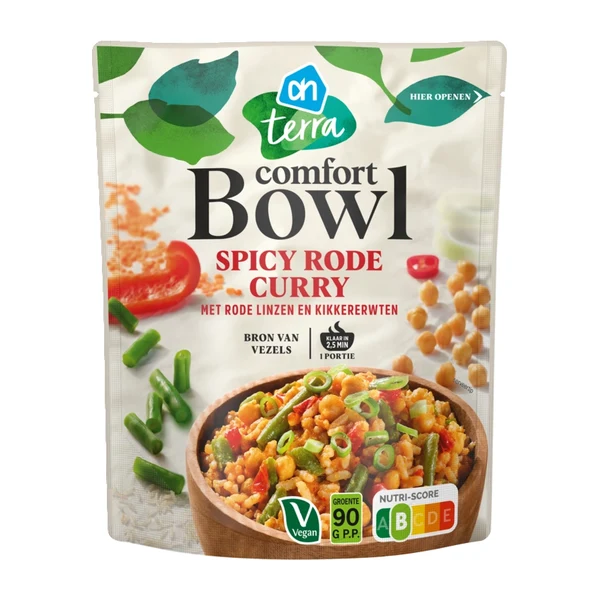 HIER OPENEN
ah
terra
comfort
Bowl
SPICY RODE
CURRY
MET RODE LINZEN EN KIKKERERWTEN
BRON VAN
VEZELS
KLAAR IN
2,5 MIN
1 PORTIE
Vegan
GROENTE
90
G P.P.
NUTRI-SCORE
A B C D E